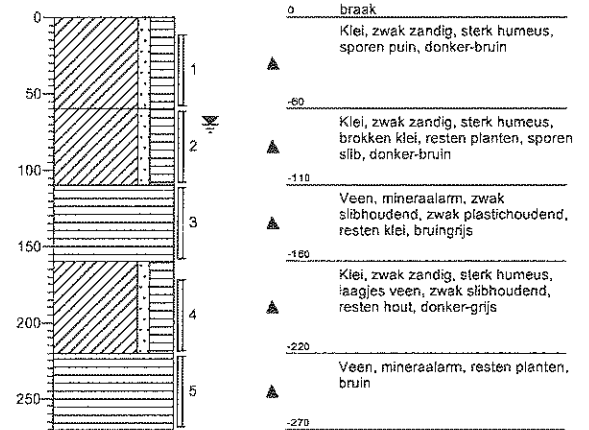 0 braak
0
Klei, zwak zandig, sterk humeus,
sporen puin, donker-bruin
1
50
-60
Klei, zwak zandig, sterk humeus,
brokken klei, resten planten, sporen
slib, donker-bruin
2
100
-110
Veen, mineraalarm, zwak
slibhoudend, zwak plastichoudend,
resten klei, bruingrijs
3
150
-160
Klei, zwak zandig, sterk humeus,
laagjes veen, zwak slibhoudend,
resten hout, donker-grijs
4
200
-220
Veen, mineraalarm, resten planten,
bruin
5
250
-270